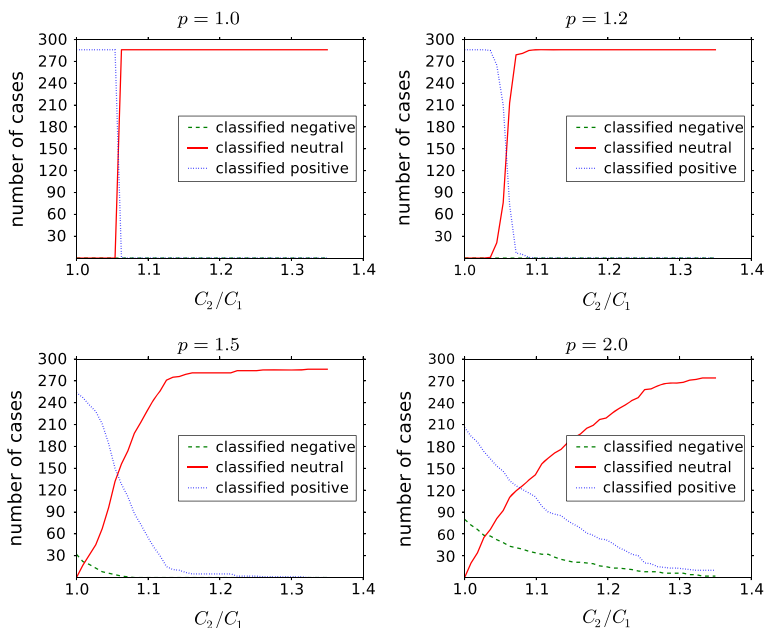 p = 1.0
300
270
240
210
180
150
120
90
60
30
number of cases
classified negative
classified neutral
classified positive
1.0 1.1 1.2 1.3 1.4
C₂/C₁
p = 1.2
300
270
240
210
180
150
120
90
60
30
number of cases
classified negative
classified neutral
classified positive
1.0 1.1 1.2 1.3 1.4
C₂/C₁
p = 1.5
300
270
240
210
180
150
120
90
60
30
number of cases
classified negative
classified neutral
classified positive
1.0 1.1 1.2 1.3 1.4
C₂/C₁
p = 2.0
300
270
240
210
180
150
120
90
60
30
number of cases
classified negative
classified neutral
classified positive
1.0 1.1 1.2 1.3 1.4
C₂/C₁